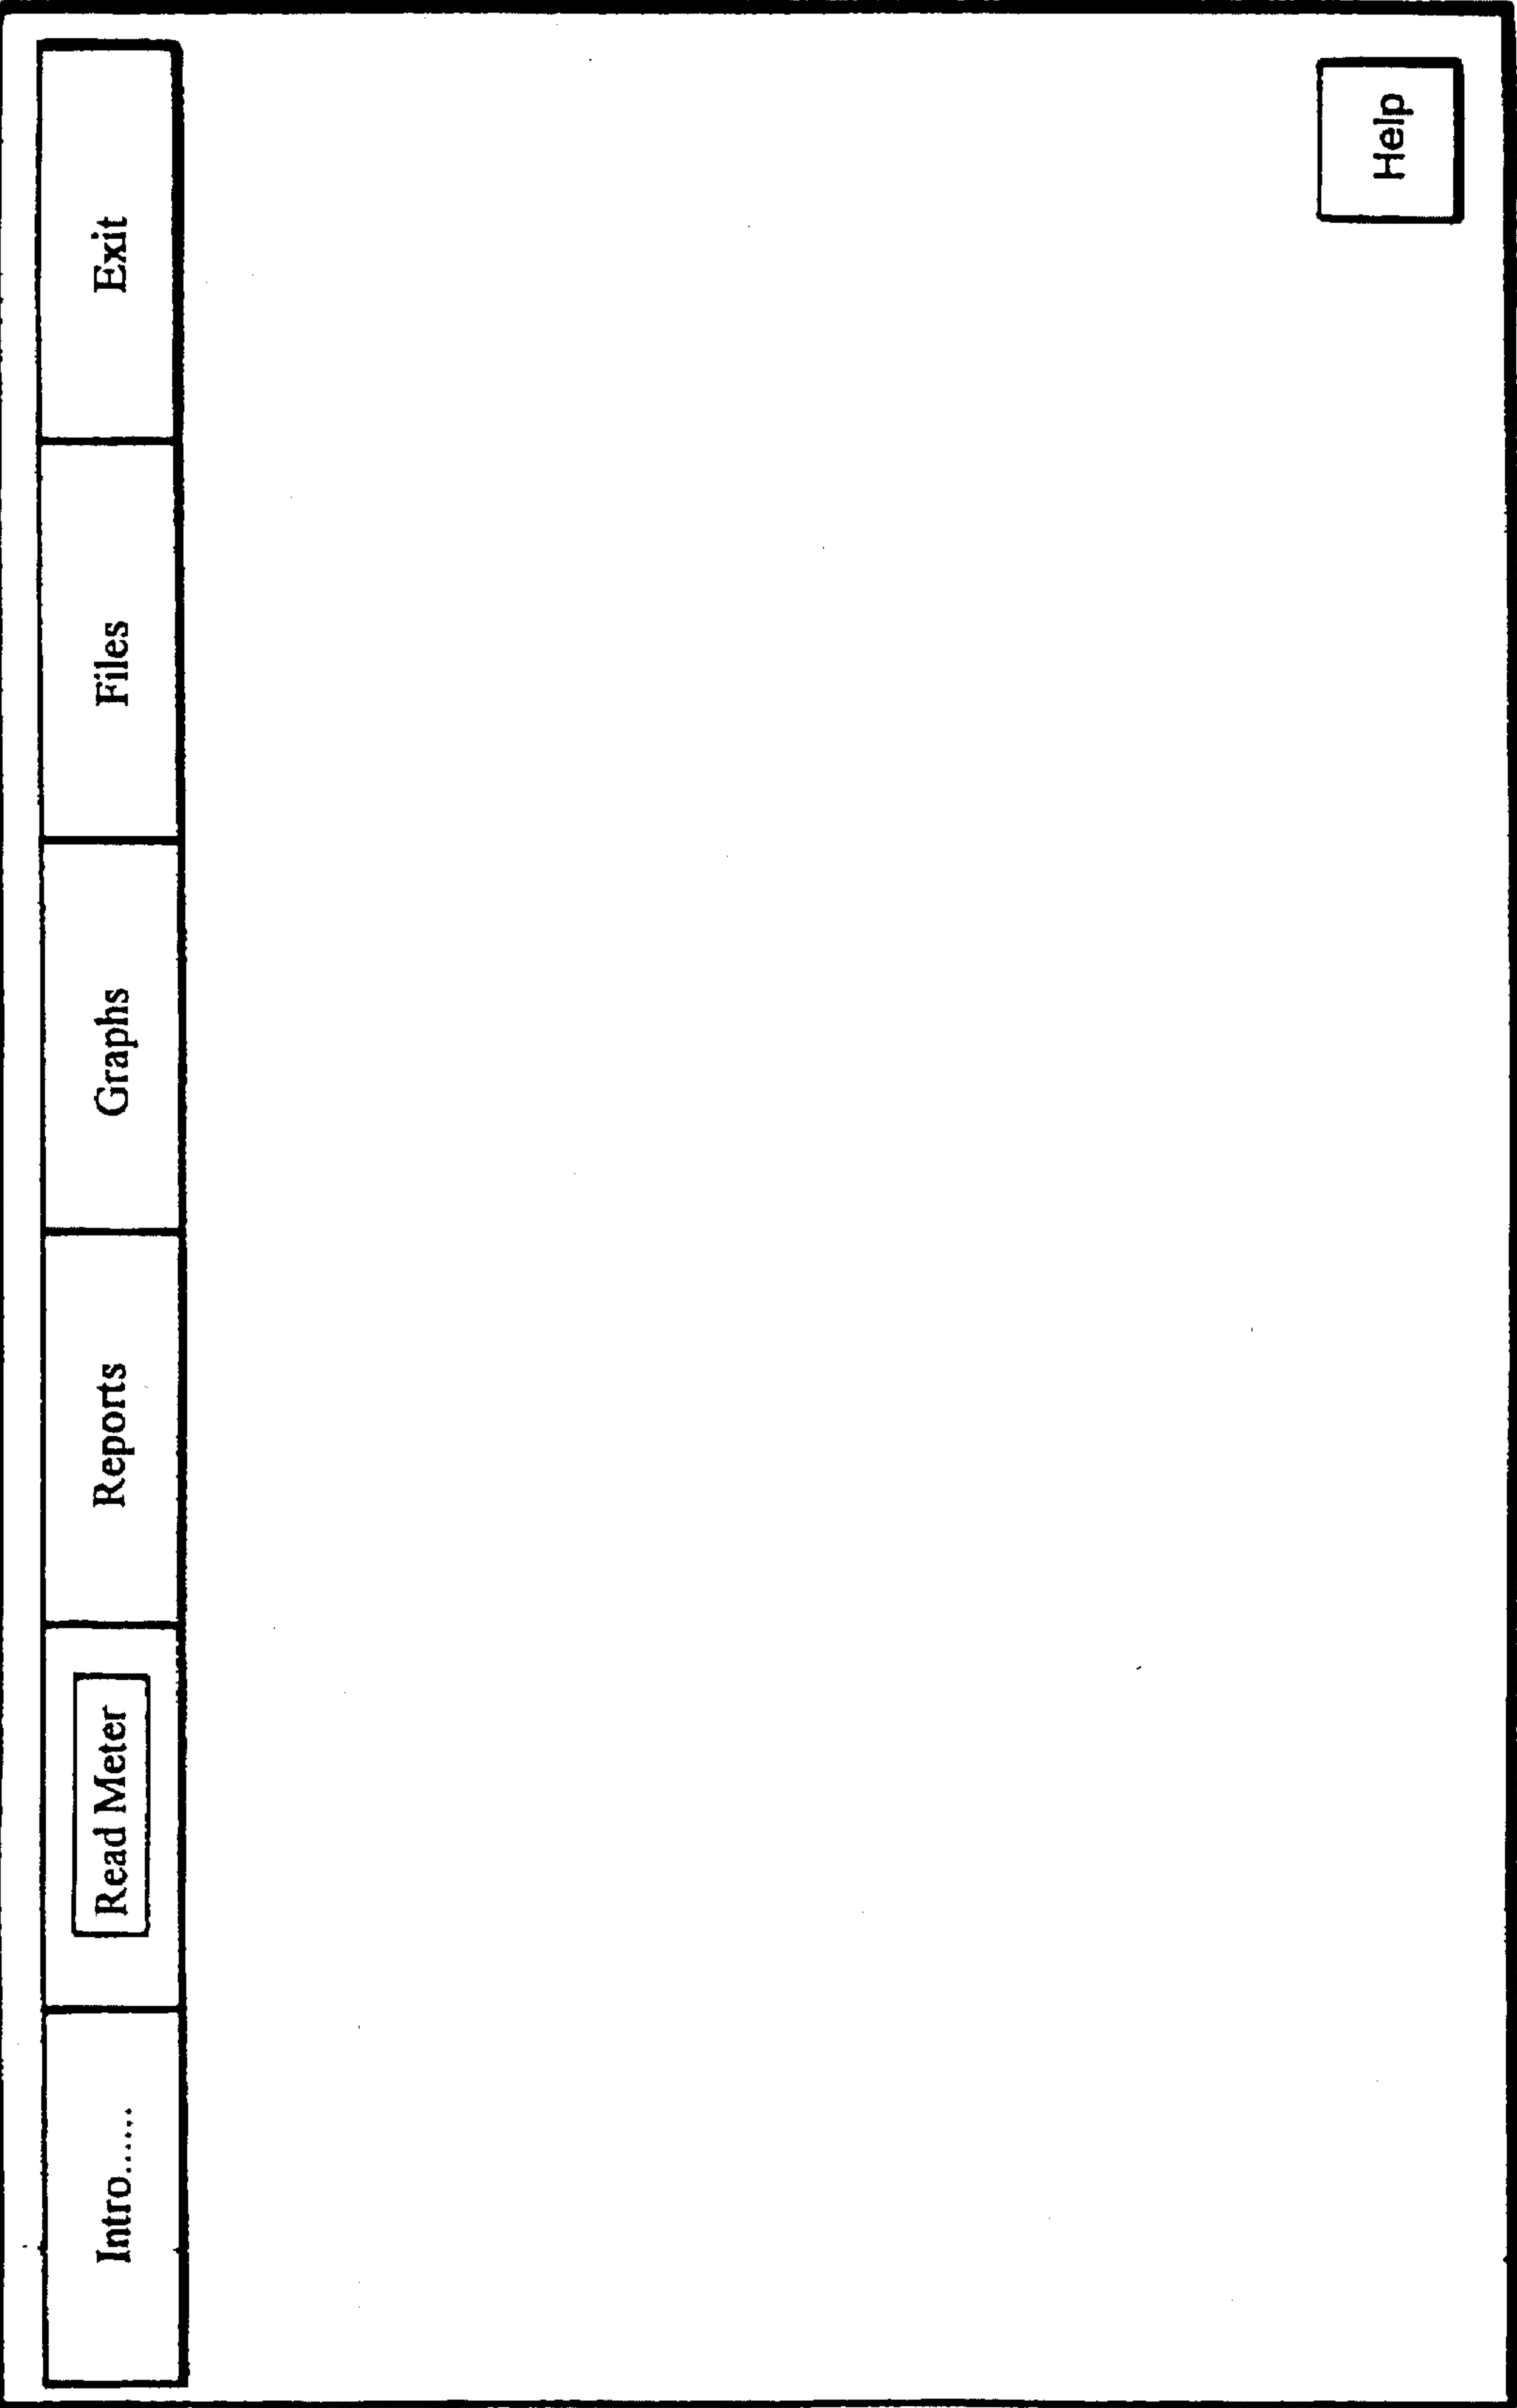 Intro......
Read Meter
Reports
Graphs
Files
Exit
Help